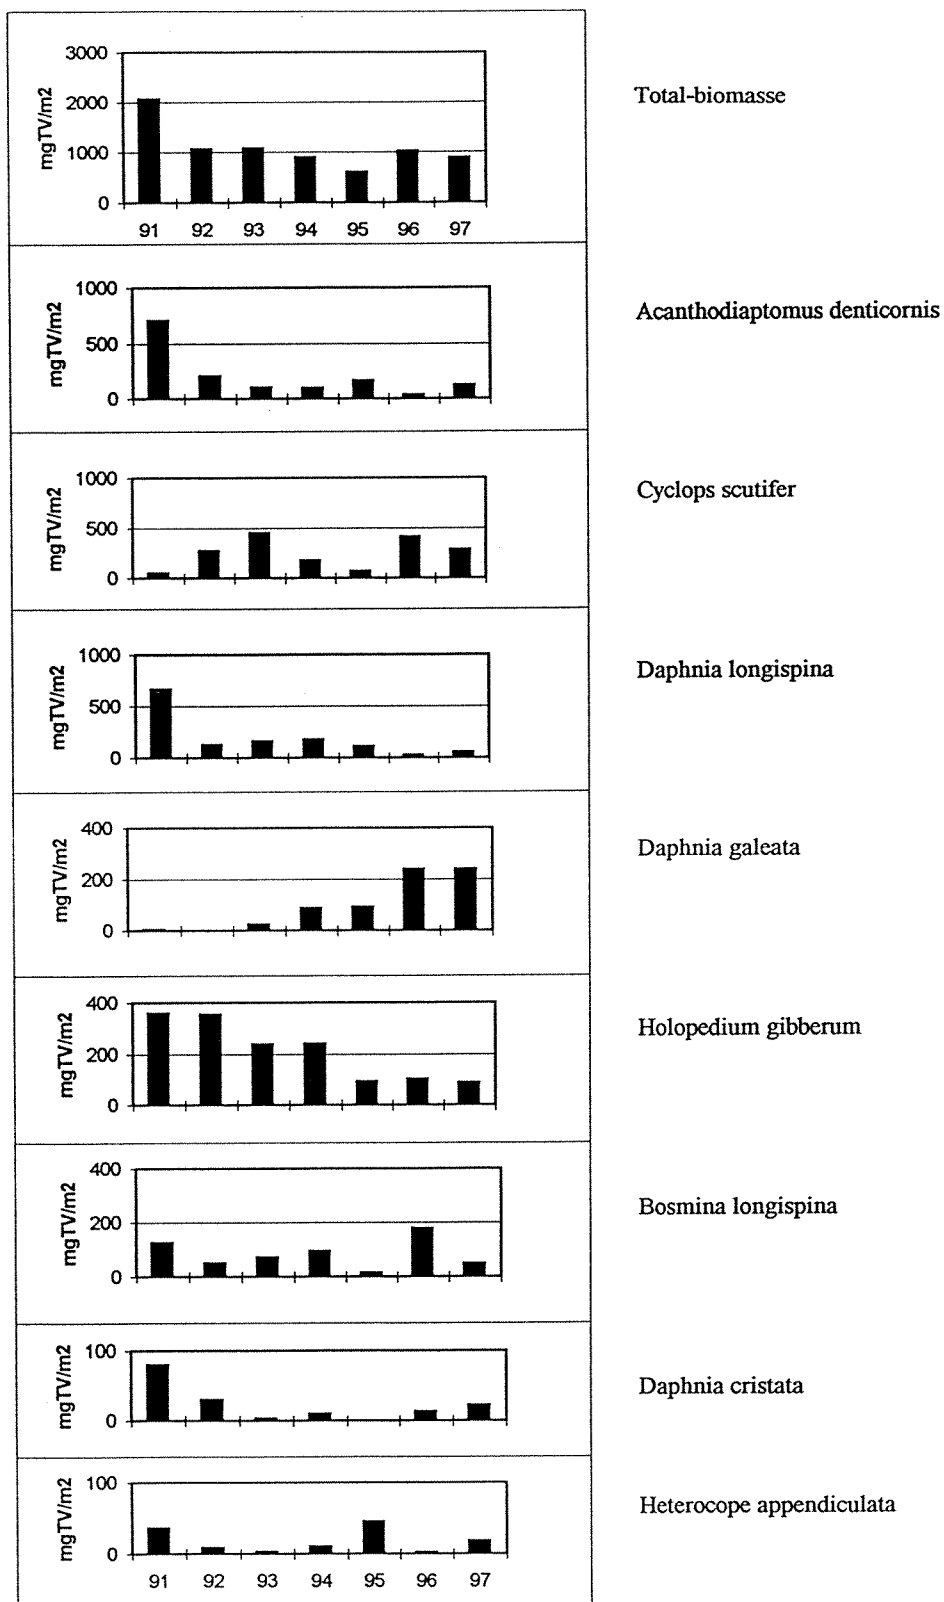 Total-biomasse
mgTV/m2
3000
2000
1000
0
91 92 93 94 95 96 97
Acanthodiaptomus denticornis
mgTV/m2
1000
500
0
Cyclops scutifer
mgTV/m2
1000
500
0
Daphnia longispina
mgTV/m2
1000
500
0
Daphnia galeata
mgTV/m2
400
200
0
Holopedium gibberum
mgTV/m2
400
200
0
Bosmina longispina
mgTV/m2
400
200
0
Daphnia cristata
mgTV/m2
100
0
Heterocope appendiculata
mgTV/m2
100
0
91 92 93 94 95 96 97